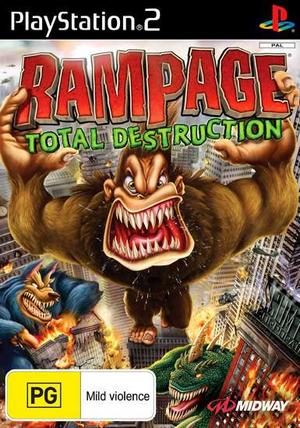 PlayStation 2
PAL
RAMPAGE
TOTAL DESTRUCTION
PG
Mild violence
MIDWAY